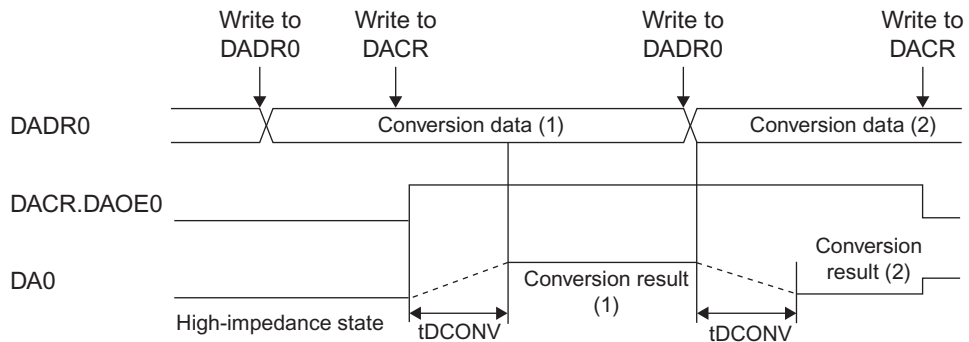 Write to
DADR0
Write to
DACR
Write to
DADR0
Write to
DACR
DADR0
Conversion data (1)
Conversion data (2)
DACR.DAOE0
DA0
Conversion result
(1)
Conversion
result (2)
High-impedance state
tDCONV
tDCONV